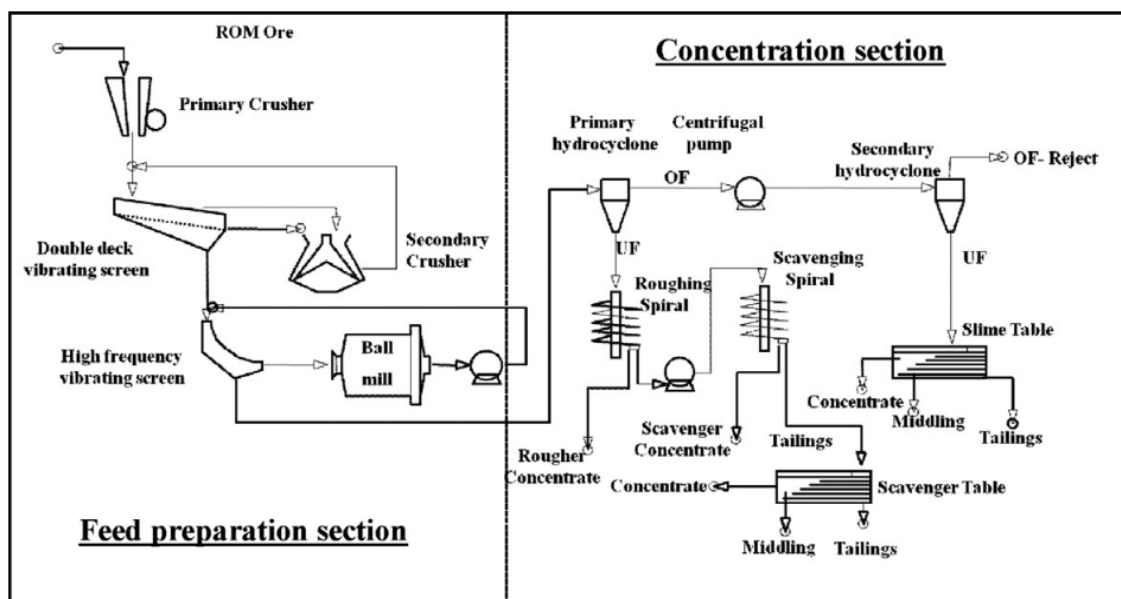 ROM Ore
Primary Crusher
Double deck
vibrating screen
Secondary
Crusher
High frequency
vibrating screen
Ball
mill
Feed preparation section
Concentration section
Primary
hydrocyclone
Centrifugal
pump
OF
Secondary
hydrocyclone
OF- Reject
UF
UF
Roughing
Spiral
Scavenging
Spiral
Slime Table
Concentrate
Middling
Tailings
Rougher
Concentrate
Scavenger
Concentrate
Tailings
Concentrate
Scavenger Table
Middling
Tailings